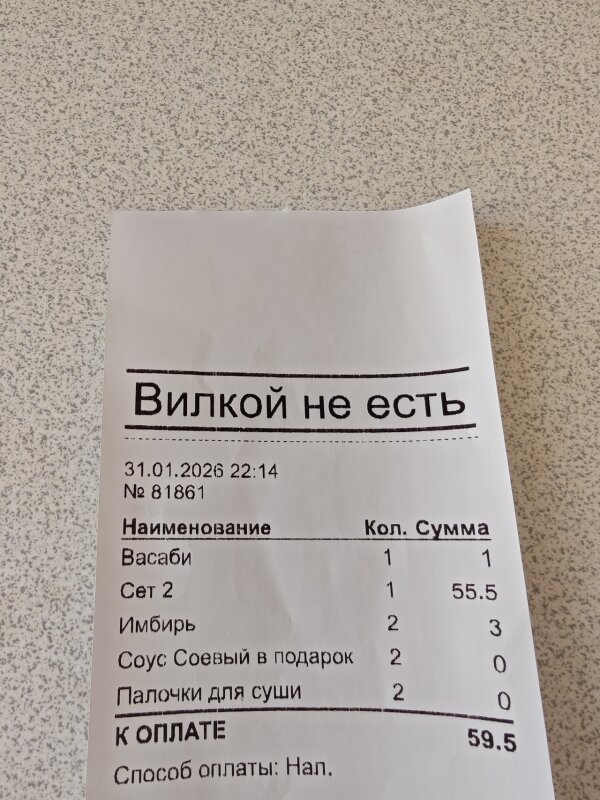 Вилкой не есть
31.01.2026 22:14
№ 81861
Наименование Кол. Сумма
Васаби 1 1
Сет 2 1 55.5
Имбирь 2 3
Соус Соевый в подарок 2 0
Палочки для суши 2 0
К ОПЛАТЕ 59.5
Способ оплаты: Нал.